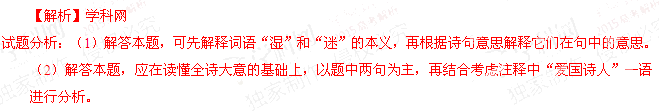 【解析】学科网
试题分析：（1）解答本题，可先解释词语“湿”和“迷”的本义，再根据诗句意思解释它们在句中的意思。
（2）解答本题，应在读懂全诗大意的基础上，以题中两句为主，再结合考虑注释中“爱国诗人”一语
进行分析。